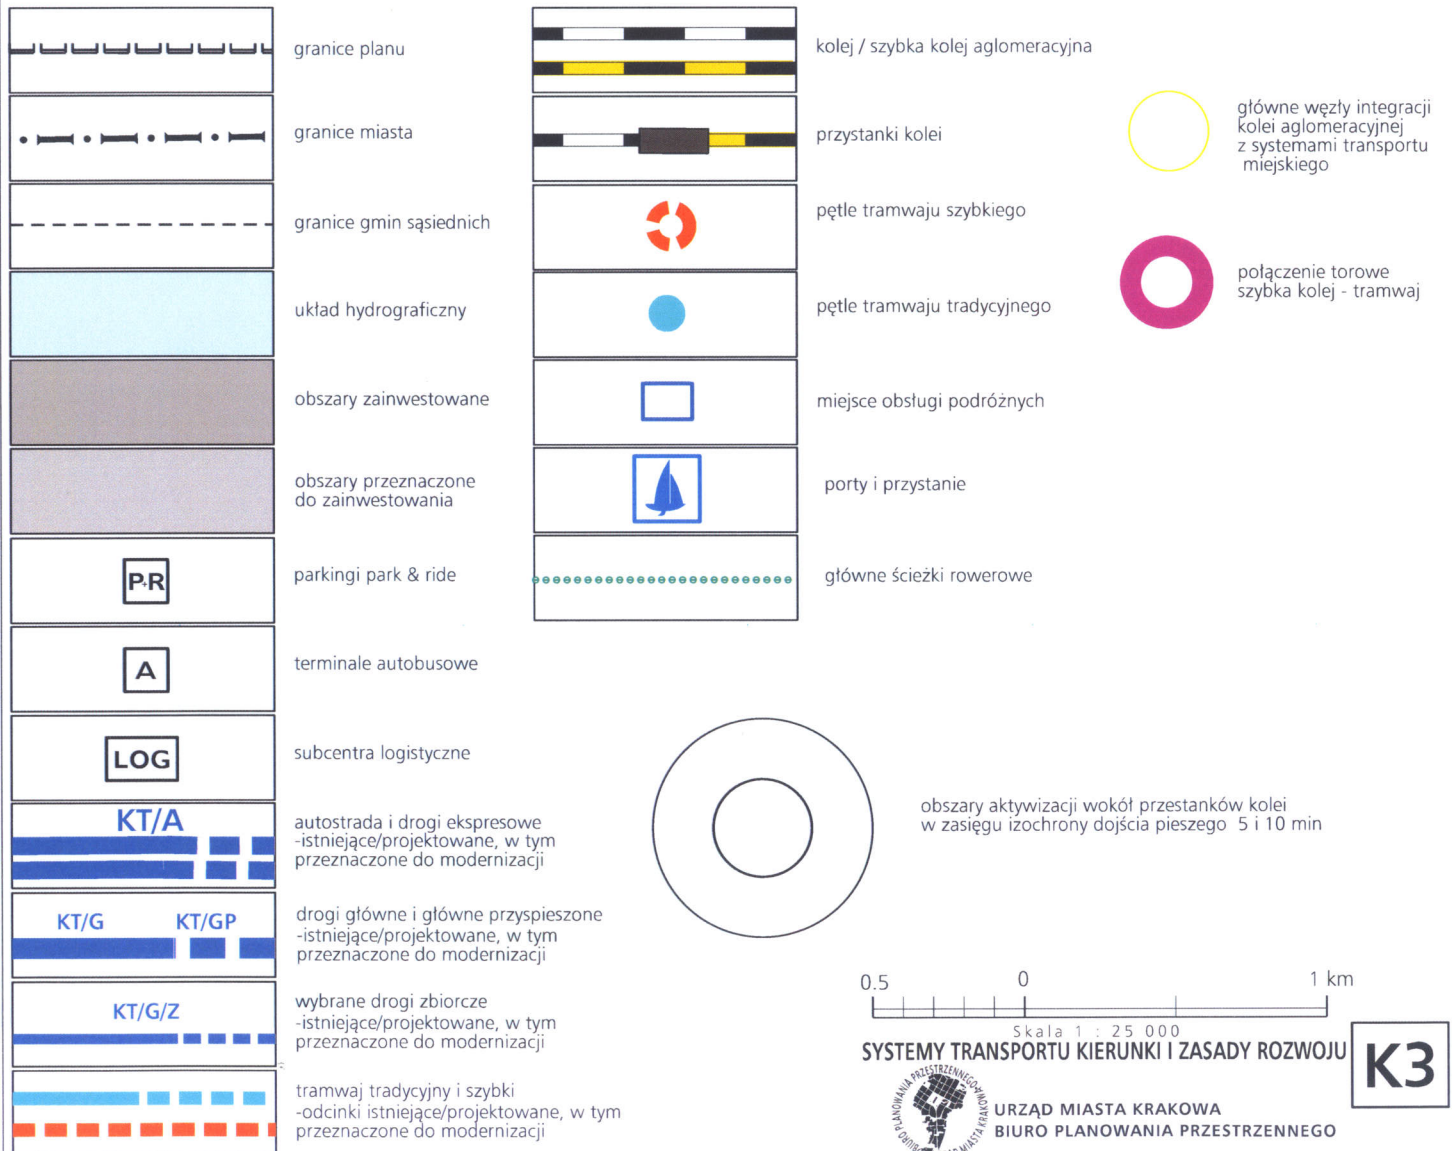 granice planu
granice miasta
granice gmin sąsiednich
układ hydrograficzny
obszary zainwestowane
obszary przeznaczone
do zainwestowania
P+R
parkingi park & ride
A
terminale autobusowe
LOG
subcentra logistyczne
KT/A
autostrada i drogi ekspresowe
-istniejące/projektowane, w tym
przeznaczone do modernizacji
KT/G KT/GP
drogi główne i główne przyspieszone
-istniejące/projektowane, w tym
przeznaczone do modernizacji
KT/G/Z
wybrane drogi zbiorcze
-istniejące/projektowane, w tym
przeznaczone do modernizacji
tramwaj tradycyjny i szybki
-odcinki istniejące/projektowane, w tym
przeznaczone do modernizacji
kolej / szybka kolej aglomeracyjna
przystanki kolei
pętle tramwaju szybkiego
pętle tramwaju tradycyjnego
miejsce obsługi podróżnych
porty i przystanie
główne ścieżki rowerowe
główne węzły integracji
kolei aglomeracyjnej
z systemami transportu
miejskiego
połączenie torowe
szybka kolej - tramwaj
obszary aktywizacji wokół przestanków kolei
w zasięgu izochrony dojścia pieszego 5 i 10 min
0.5 0 1 km
Skala 1 : 25 000
SYSTEMY TRANSPORTU KIERUNKI I ZASADY ROZWOJU
K3
URZĄD MIASTA KRAKOWA
BIURO PLANOWANIA PRZESTRZENNEGO